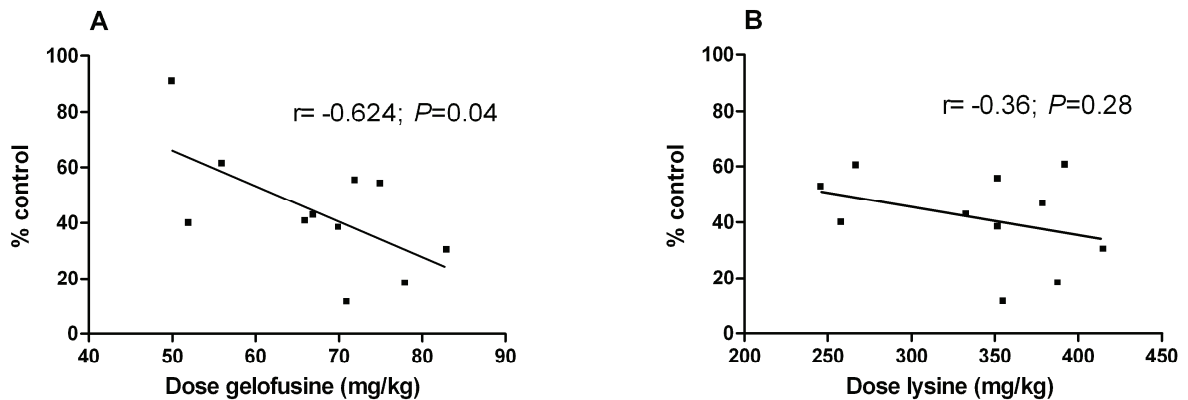 A
100
80
60
40
20
0
% control
r= -0.624; P=0.04
40 50 60 70 80 90
Dose gelofusine (mg/kg)
B
100
80
60
40
20
0
% control
r= -0.36; P=0.28
200 250 300 350 400 450
Dose lysine (mg/kg)